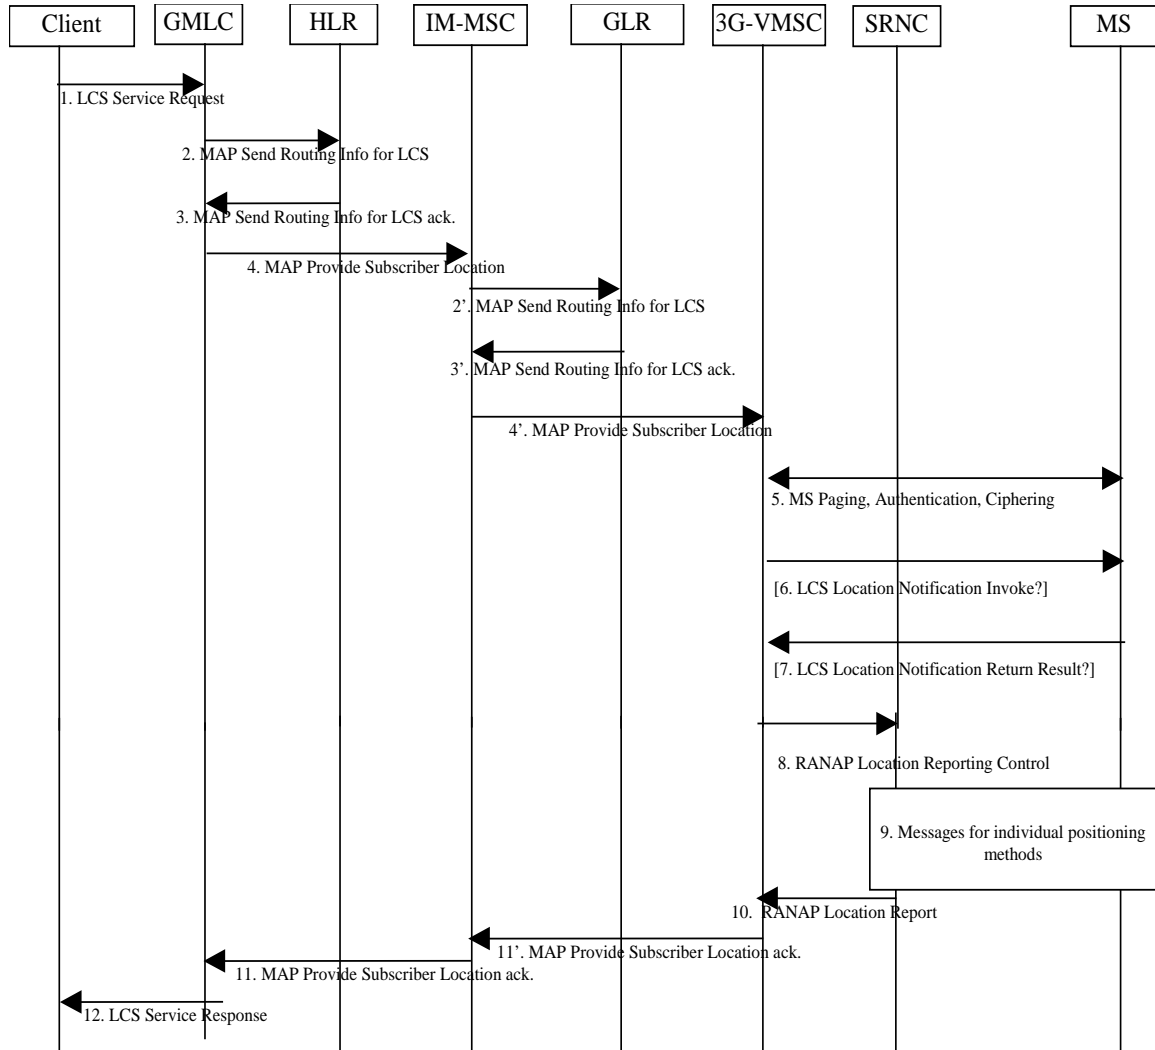 Client
GMLC
HLR
IM-MSC
GLR
3G-VMSC
SRNC
MS
1. LCS Service Request
2. MAP Send Routing Info for LCS
3. MAP Send Routing Info for LCS ack.
4. MAP Provide Subscriber Location
2’. MAP Send Routing Info for LCS
3’. MAP Send Routing Info for LCS ack.
4’. MAP Provide Subscriber Location
5. MS Paging, Authentication, Ciphering
[6. LCS Location Notification Invoke?]
[7. LCS Location Notification Return Result?]
8. RANAP Location Reporting Control
9. Messages for individual positioning
methods
10. RANAP Location Report
11’. MAP Provide Subscriber Location ack.
11. MAP Provide Subscriber Location ack.
12. LCS Service Response